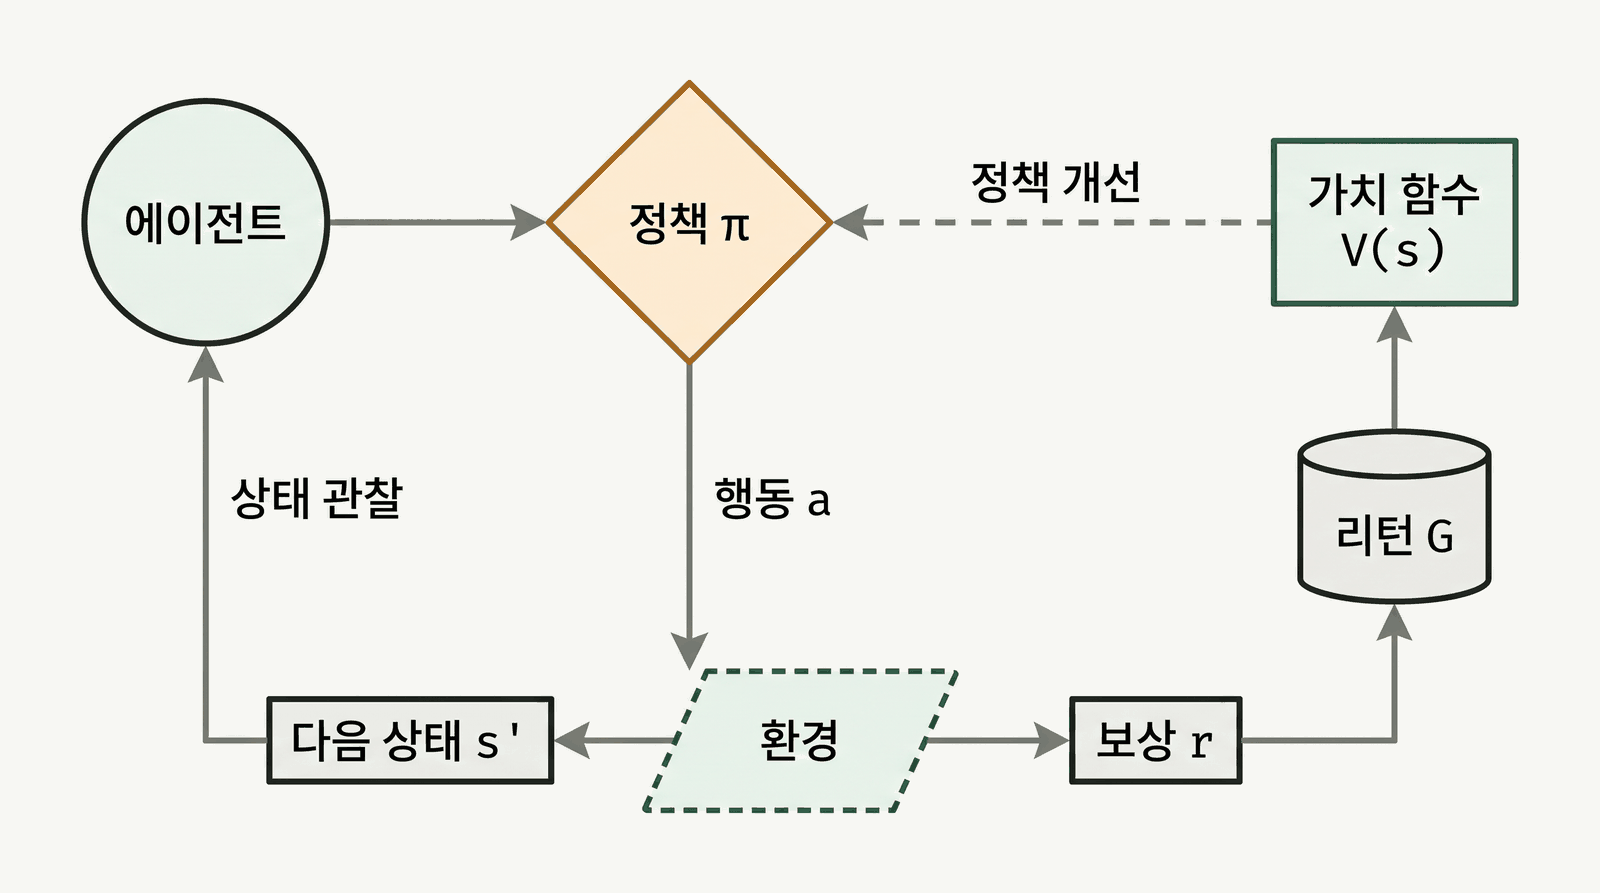 에이전트
정책 π
정책 개선
가치 함수
V(s)
상태 관찰
행동 a
리턴 G
다음 상태 s'
환경
보상 r